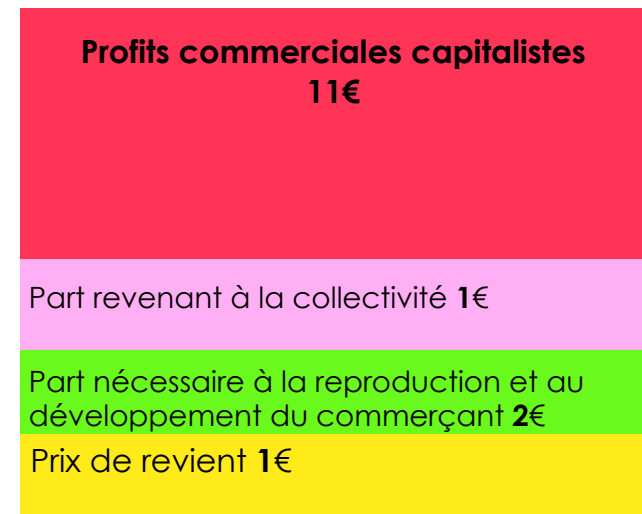 Profits commerciales capitalistes
11€
Part revenant à la collectivité 1€
Part nécessaire à la reproduction et au
développement du commerçant 2€
Prix de revient 1€